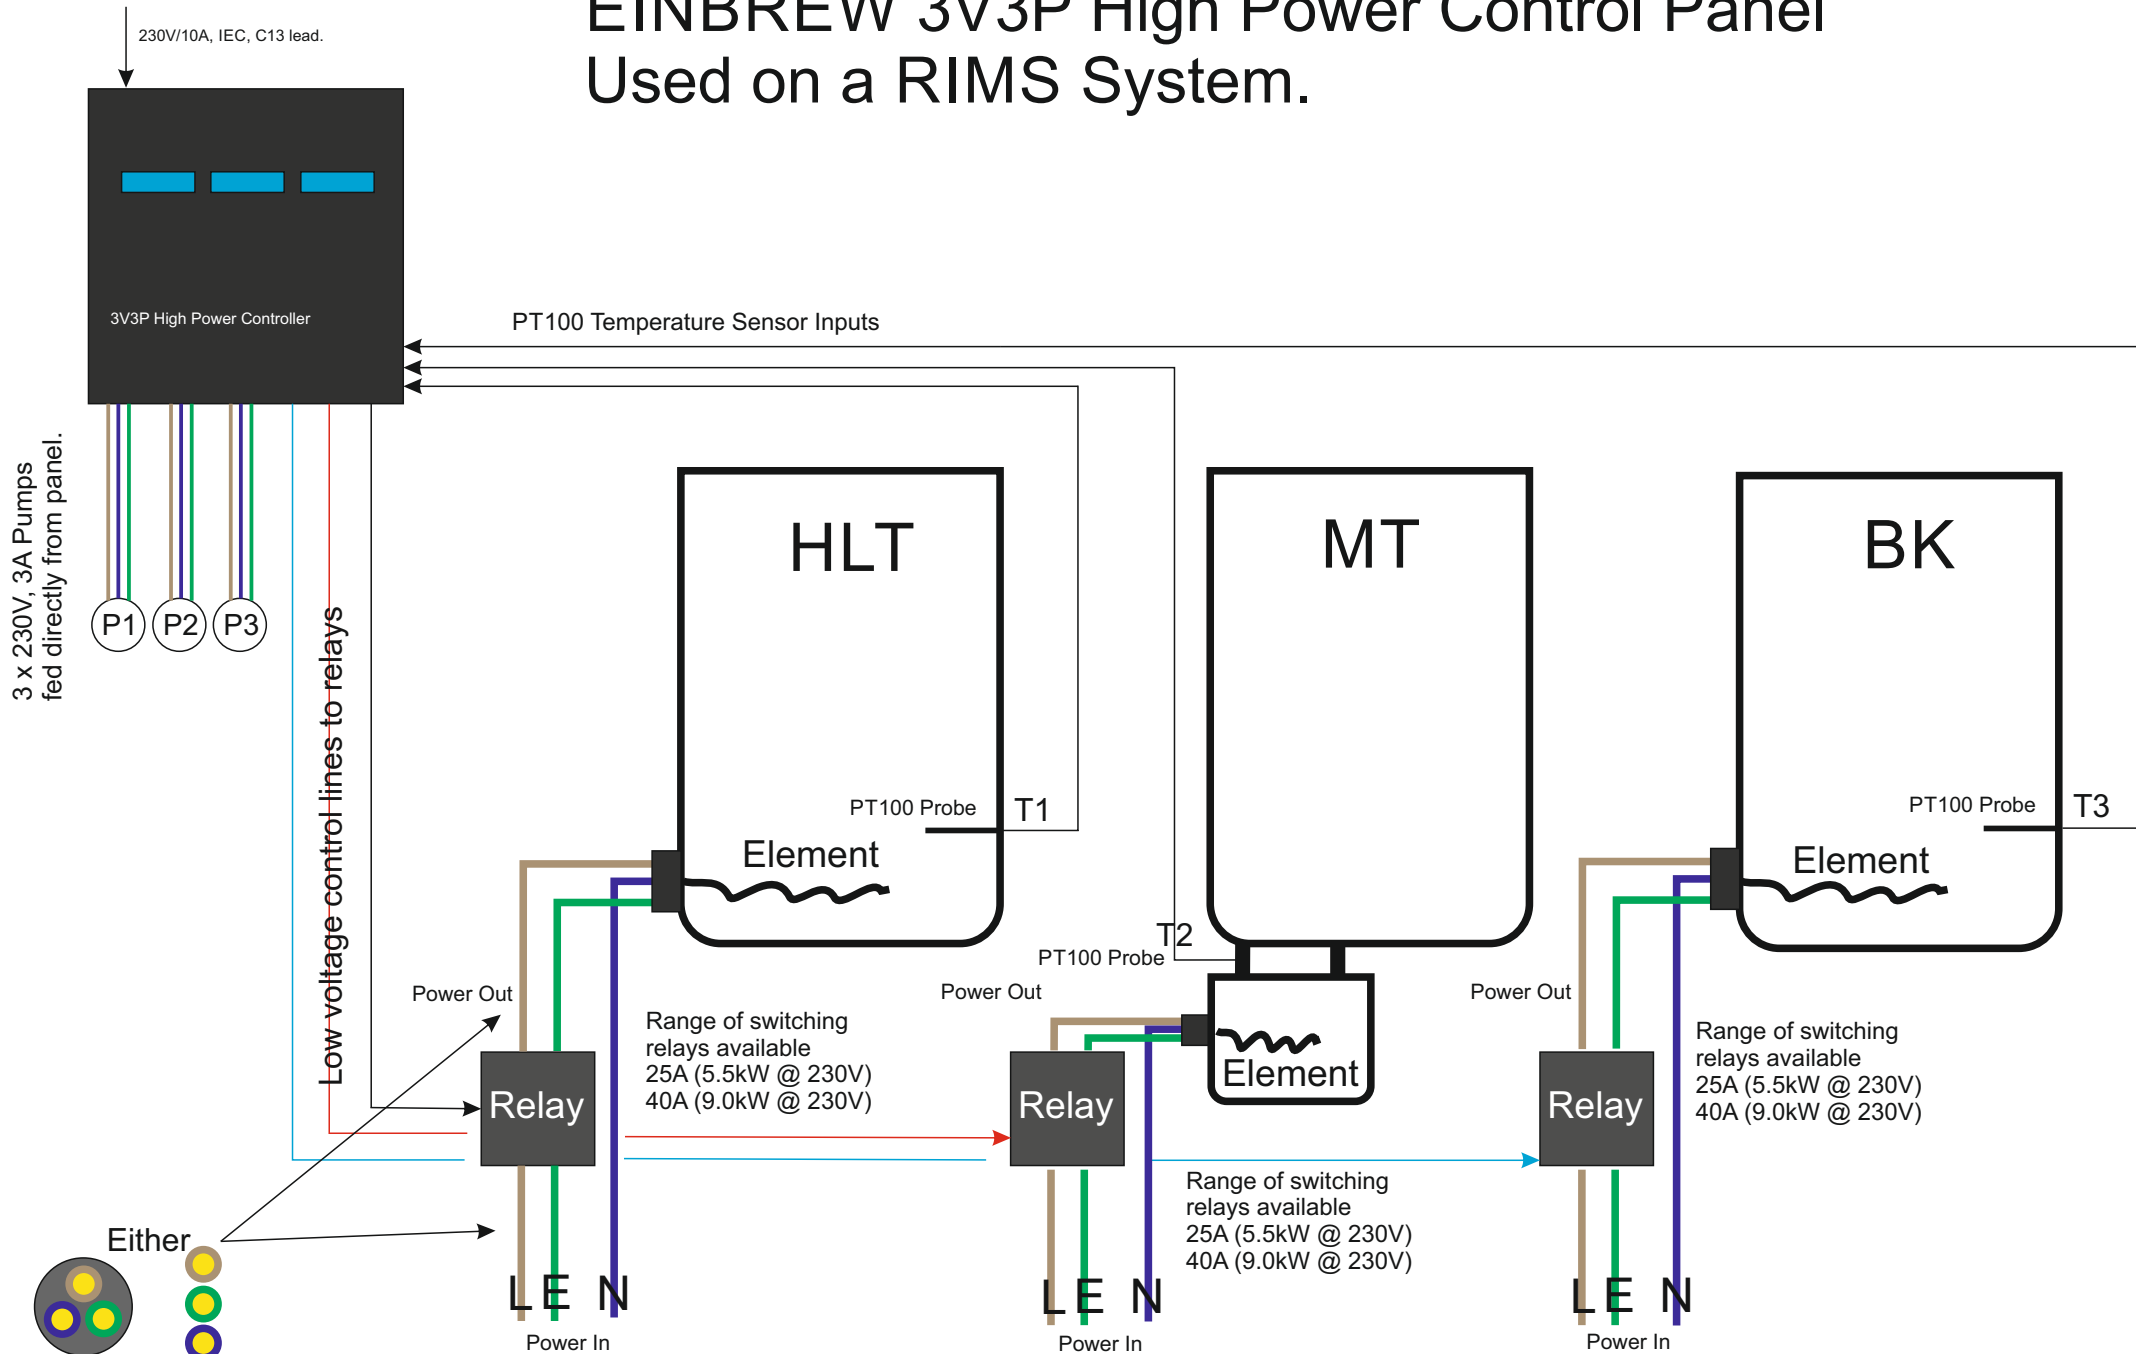 EINBREW 3V3P High Power Control Panel
Used on a RIMS System.
230V/10A, IEC, C13 lead.
3V3P High Power Controller
PT100 Temperature Sensor Inputs
3 x 230V, 3A Pumps
fed directly from panel.
P1
P2
P3
Low voltage control lines to relays
HLT
MT
BK
PT100 Probe
T1
Element
PT100 Probe
T3
Element
T2
PT100 Probe
Power Out
Power Out
Power Out
Range of switching
relays available
25A (5.5kW @ 230V)
40A (9.0kW @ 230V)
Element
Range of switching
relays available
25A (5.5kW @ 230V)
40A (9.0kW @ 230V)
Relay
Relay
Relay
Range of switching
relays available
25A (5.5kW @ 230V)
40A (9.0kW @ 230V)
Either
L E N
L E N
L E N
Power In
Power In
Power In